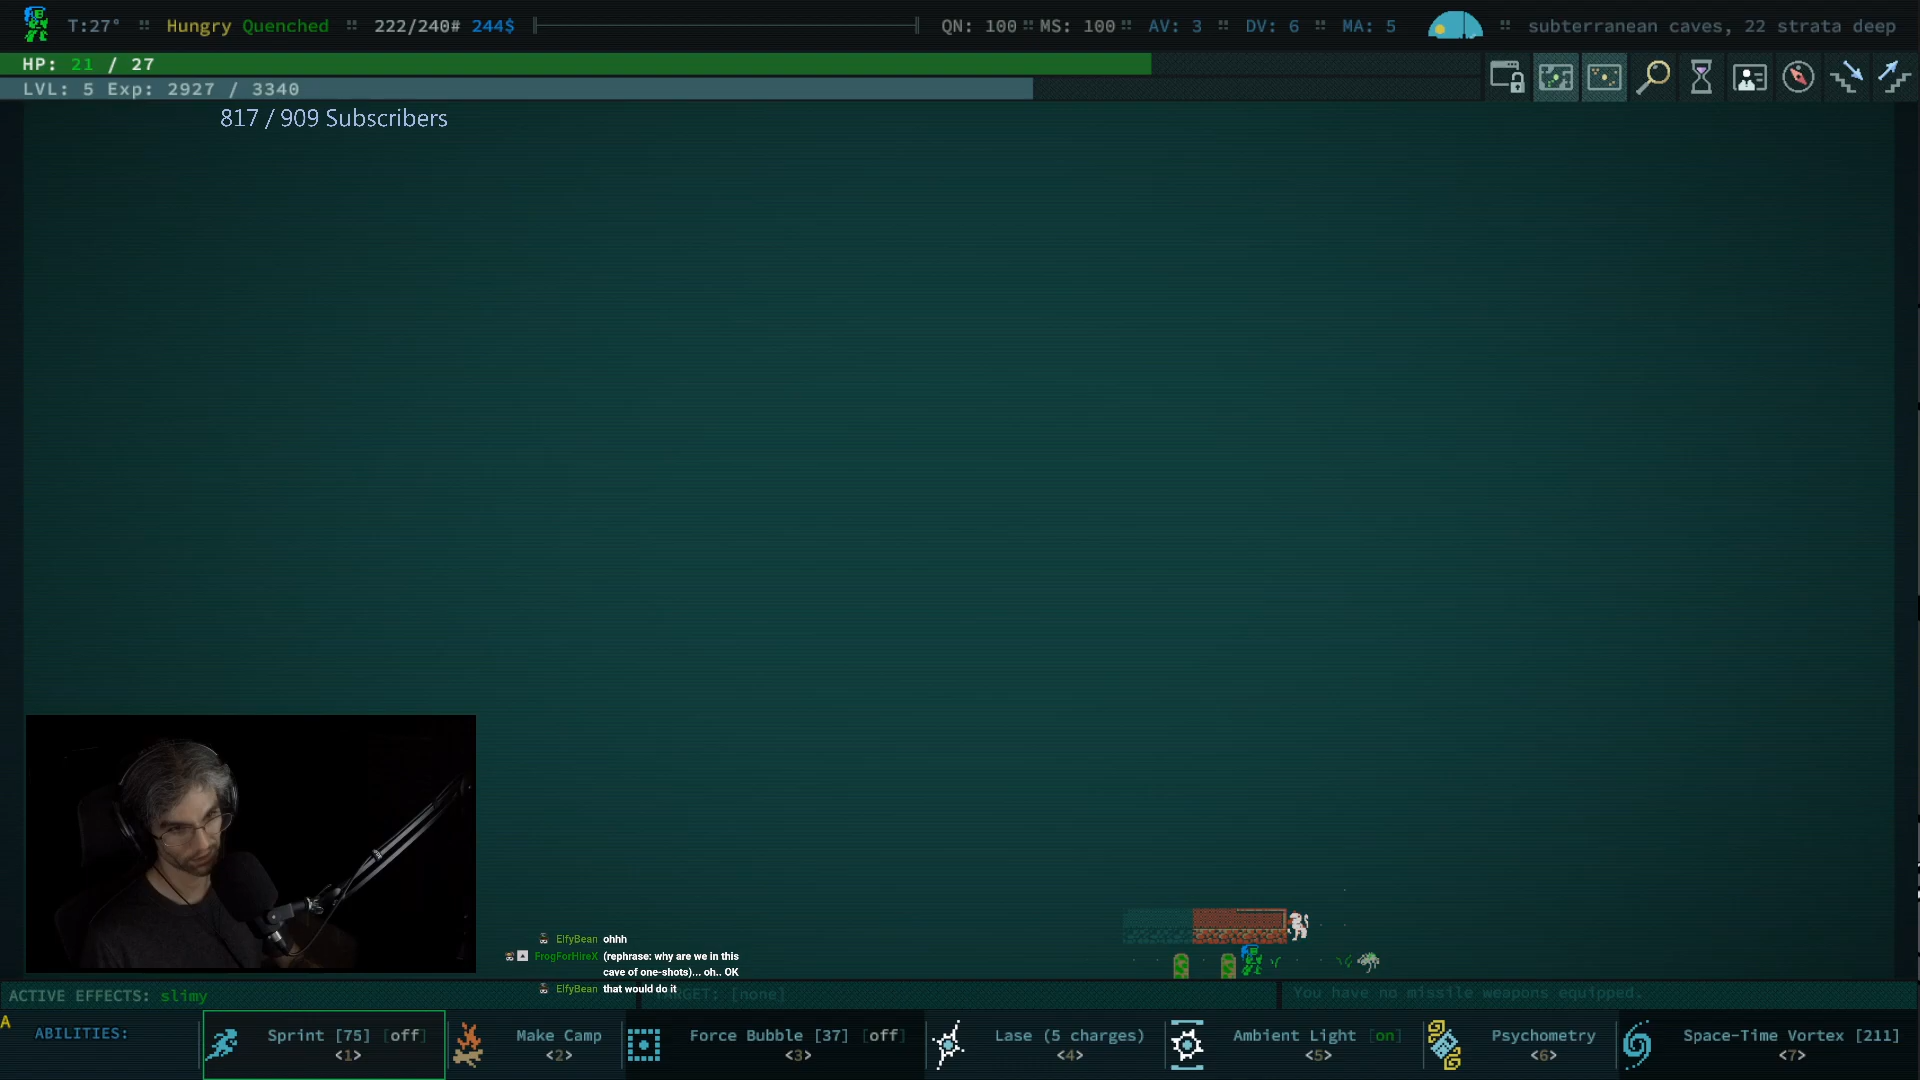 T:27° :: Hungry Quenched :: 222/240# 244$ QN: 100 :: MS: 100 :: AV: 3 :: DV: 6 :: MA: 5 :: subterranean caves, 22 strata deep
HP: 21 / 27
LVL: 5 Exp: 2927 / 3340
817 / 909 Subscribers
ElfyBean ohhh
FrogForHireX (rephrase: why are we in this
cave of one-shots)... oh.. OK
ElfyBean that would do it
ACTIVE EFFECTS: slimy
TARGET: [none]
You have no missile weapons equipped.
A
ABILITIES:
Sprint [75] [off]
<1>
Make Camp
<2>
Force Bubble [37] [off]
<3>
Lase (5 charges)
<4>
Ambient Light [on]
<5>
Psychometry
<6>
Space-Time Vortex [211]
<7>